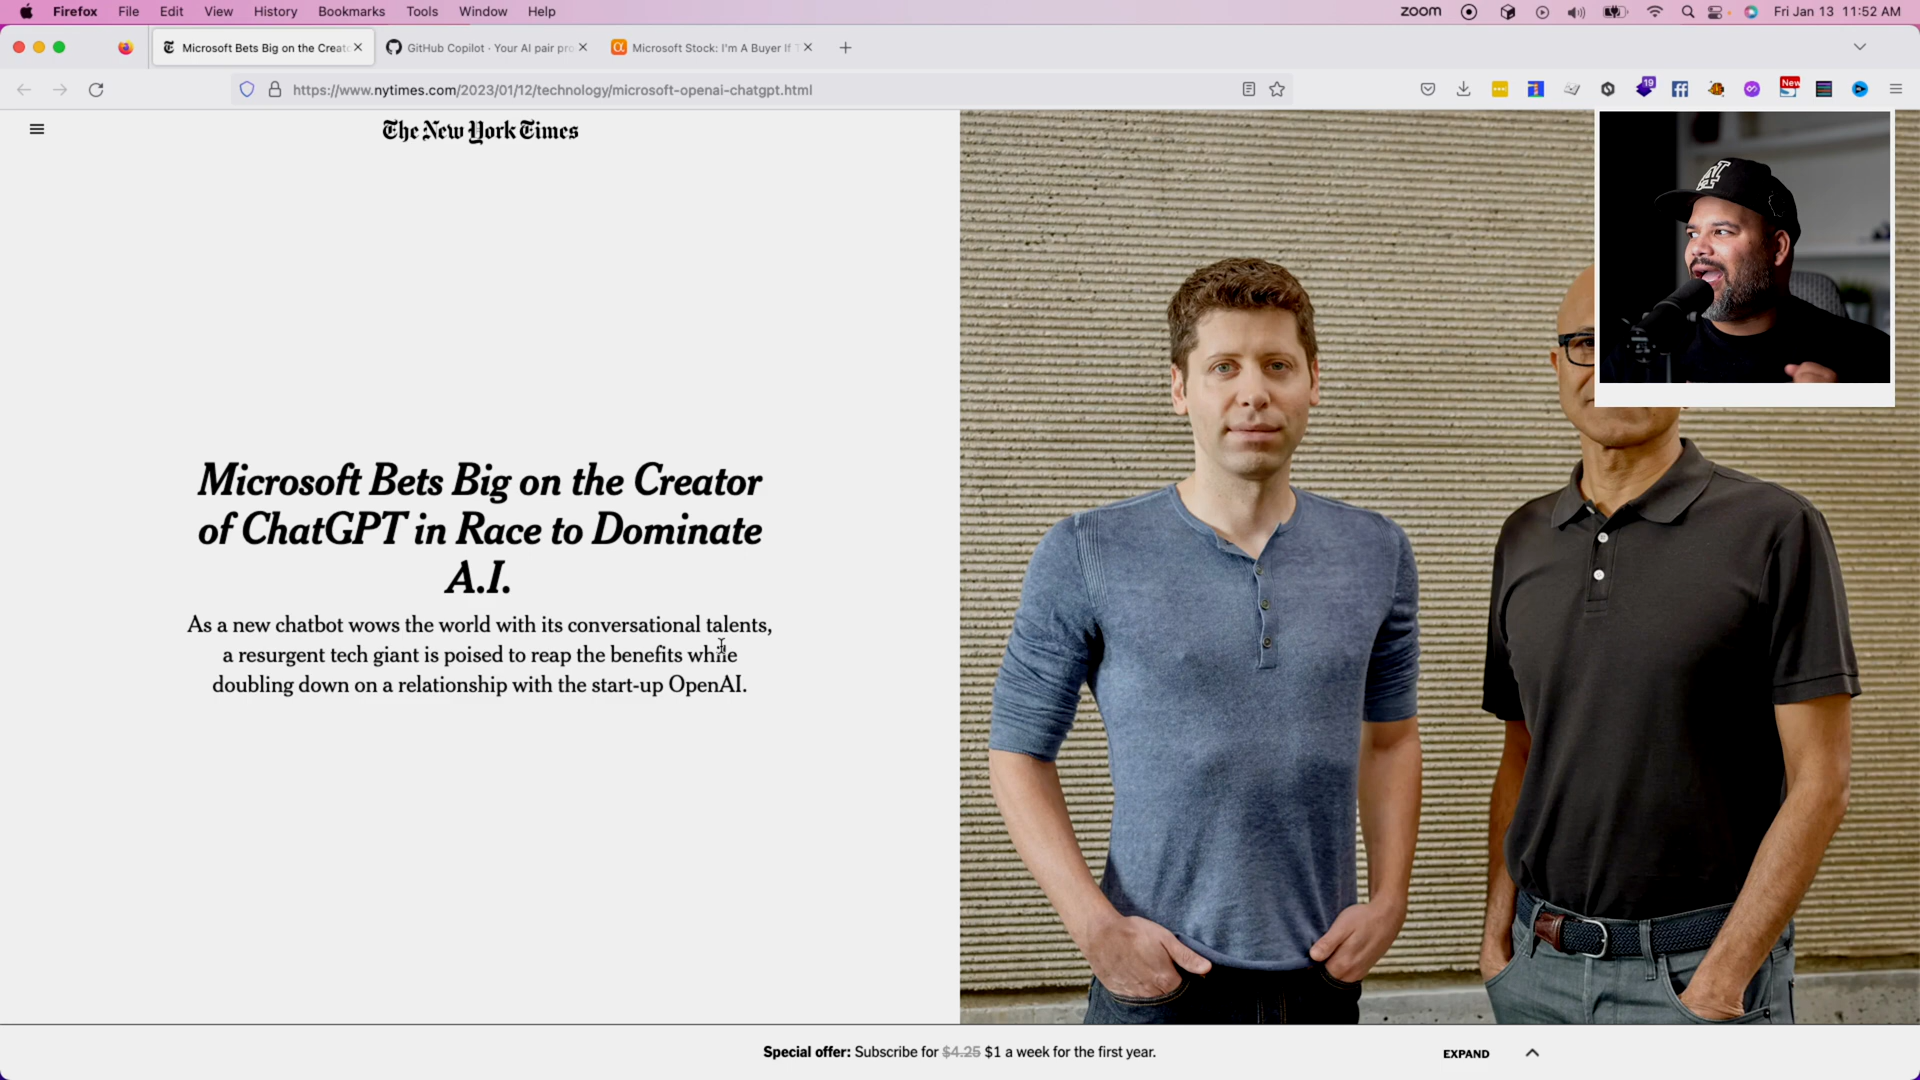 Firefox File Edit View History Bookmarks Tools Window Help zoom Fri Jan 13 11:52 AM
Microsoft Bets Big on the Creat GitHub Copilot · Your AI pair pro Microsoft Stock: I'm A Buyer If
https://www.nytimes.com/2023/01/12/technology/microsoft-openai-chatgpt.html 19 New
The New York Times
Microsoft Bets Big on the Creator
of ChatGPT in Race to Dominate
A.I.
As a new chatbot wows the world with its conversational talents,
a resurgent tech giant is poised to reap the benefits while
doubling down on a relationship with the start-up OpenAI.
Special offer: Subscribe for $4.25 $1 a week for the first year. EXPAND